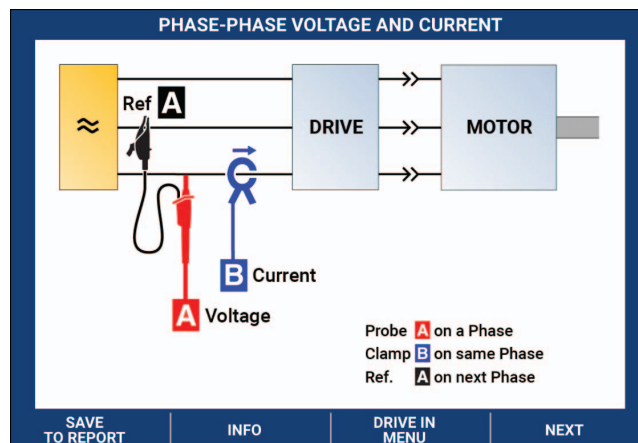 PHASE-PHASE VOLTAGE AND CURRENT
Ref A
≈
DRIVE
MOTOR
B Current
A Voltage
Probe A on a Phase
Clamp B on same Phase
Ref. A on next Phase
SAVE
TO REPORT
INFO
DRIVE IN
MENU
NEXT